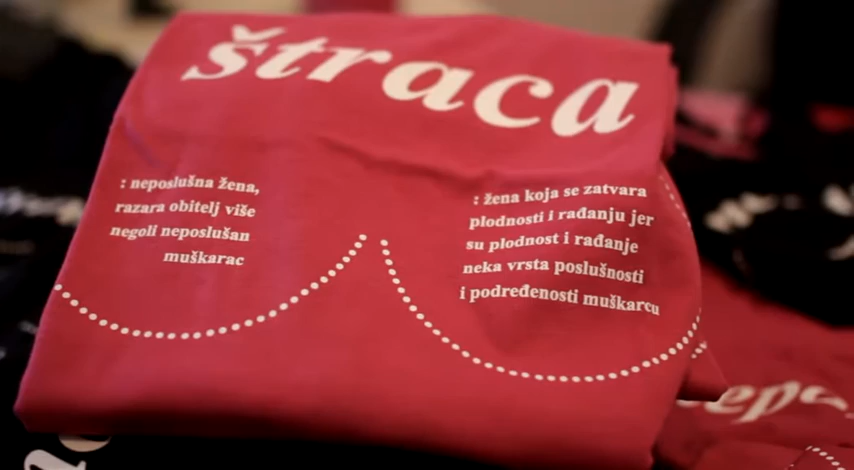 štraca
: neposlušna žena,
razara obitelj više
negoli neposlušan
muškarac
: žena koja se zatvara
plodnosti i rađanju jer
su plodnost i rađanje
neka vrsta poslušnosti
i podređenosti muškarcu